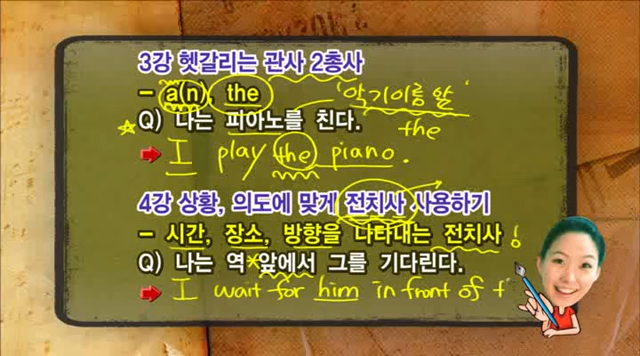 3강 헷갈리는 관사 2총사
- a(n), the '악기이름 앞'
the
Q) 나는 피아노를 친다.
I play the piano.
4강 상황, 의도에 맞게 전치사 사용하기
- 시간, 장소, 방향을 나타내는 전치사!
Q) 나는 역 앞에서 그를 기다린다.
I wait for him in front of